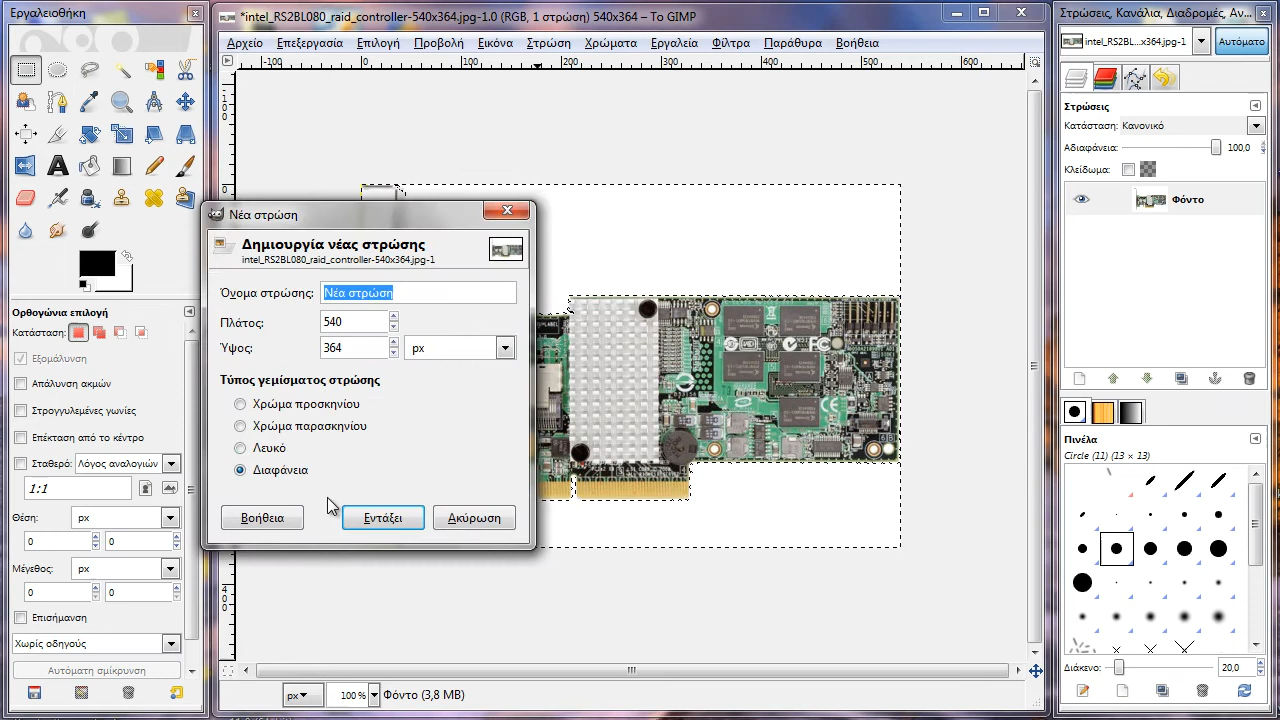 Εργαλειοθήκη
*intel_RS2BL080_raid_controller-540x364.jpg-1.0 (RGB, 1 στρώση) 540x364 – Το GIMP
Στρώσεις, Κανάλια, Διαδρομές, Αν...
Αρχείο Επεξεργασία Επιλογή Προβολή Εικόνα Στρώση Χρώματα Εργαλεία Φίλτρα Παράθυρα Βοήθεια
intel_RS2BL...x364.jpg-1
Αυτόματο
-100 0 100 200 300 400 500 600
Στρώσεις
Κατάσταση: Κανονικό
Αδιαφάνεια: 100,0
Κλείδωμα:
Φόντο
Νέα στρώση
Δημιουργία νέας στρώσης
intel_RS2BL080_raid_controller-540x364.jpg-1
Όνομα στρώσης: Νέα στρώση
Πλάτος: 540
Ύψος: 364 px
Τύπος γεμίσματος στρώσης
Χρώμα προσκηνίου
Χρώμα παρασκηνίου
Λευκό
Διαφάνεια
Βοήθεια Εντάξει Ακύρωση
Ορθογώνια επιλογή
Κατάσταση:
Εξομάλυνση
Απάλυνση ακμών
Στρογγυλεμένες γωνίες
Επέκταση από το κέντρο
Σταθερό: Λόγος αναλογιών
1:1
Θέση: px
0 0
Μέγεθος: px
0 0
Επισήμανση
Χωρίς οδηγούς
Αυτόματη σμίκρυνση
Πινέλα
Circle (11) (13 × 13)
Διάκενο: 20,0
px 100 % Φόντο (3,8 MB)